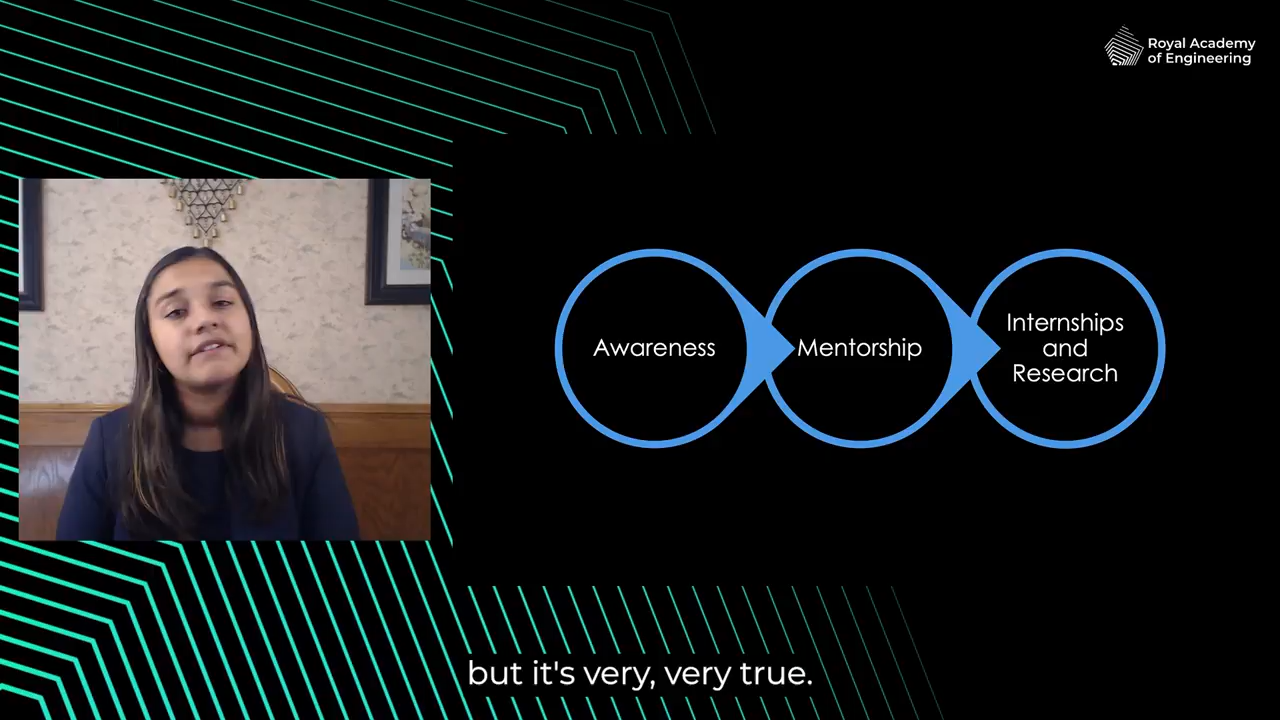 Royal Academy
of Engineering
Awareness
Mentorship
Internships
and
Research
but it's very, very true.